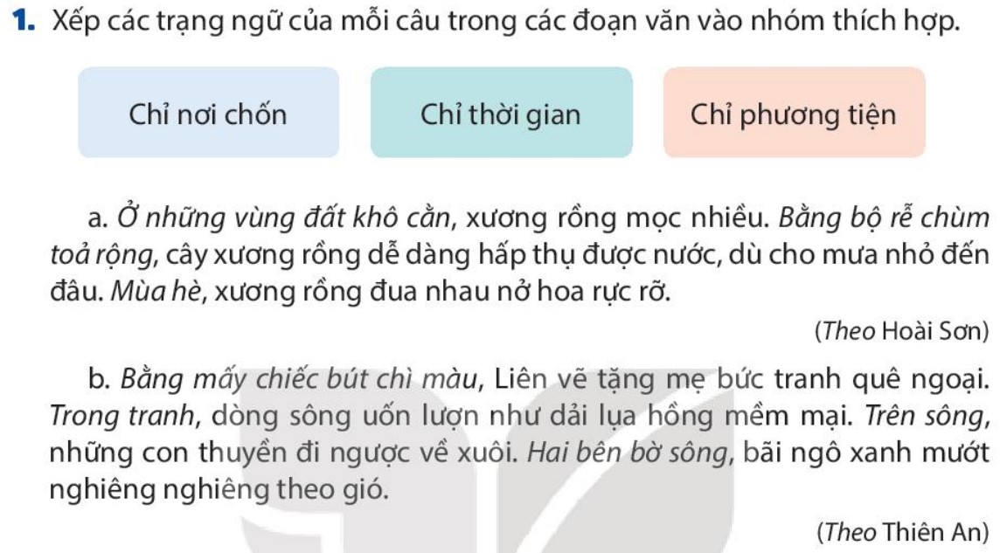 1. Xếp các trạng ngữ của mỗi câu trong các đoạn văn vào nhóm thích hợp.
Chỉ nơi chốn
Chỉ thời gian
Chỉ phương tiện
a. Ở những vùng đất khô cằn, xương rồng mọc nhiều. Bằng bộ rễ chùm
toả rộng, cây xương rồng dễ dàng hấp thụ được nước, dù cho mưa nhỏ đến
đâu. Mùa hè, xương rồng đua nhau nở hoa rực rỡ.
(Theo Hoài Sơn)
b. Bằng mấy chiếc bút chì màu, Liên vẽ tặng mẹ bức tranh quê ngoại.
Trong tranh, dòng sông uốn lượn như dải lụa hồng mềm mại. Trên sông,
những con thuyền đi ngược về xuôi. Hai bên bờ sông, bãi ngô xanh mướt
nghiêng nghiêng theo gió.
(Theo Thiên An)